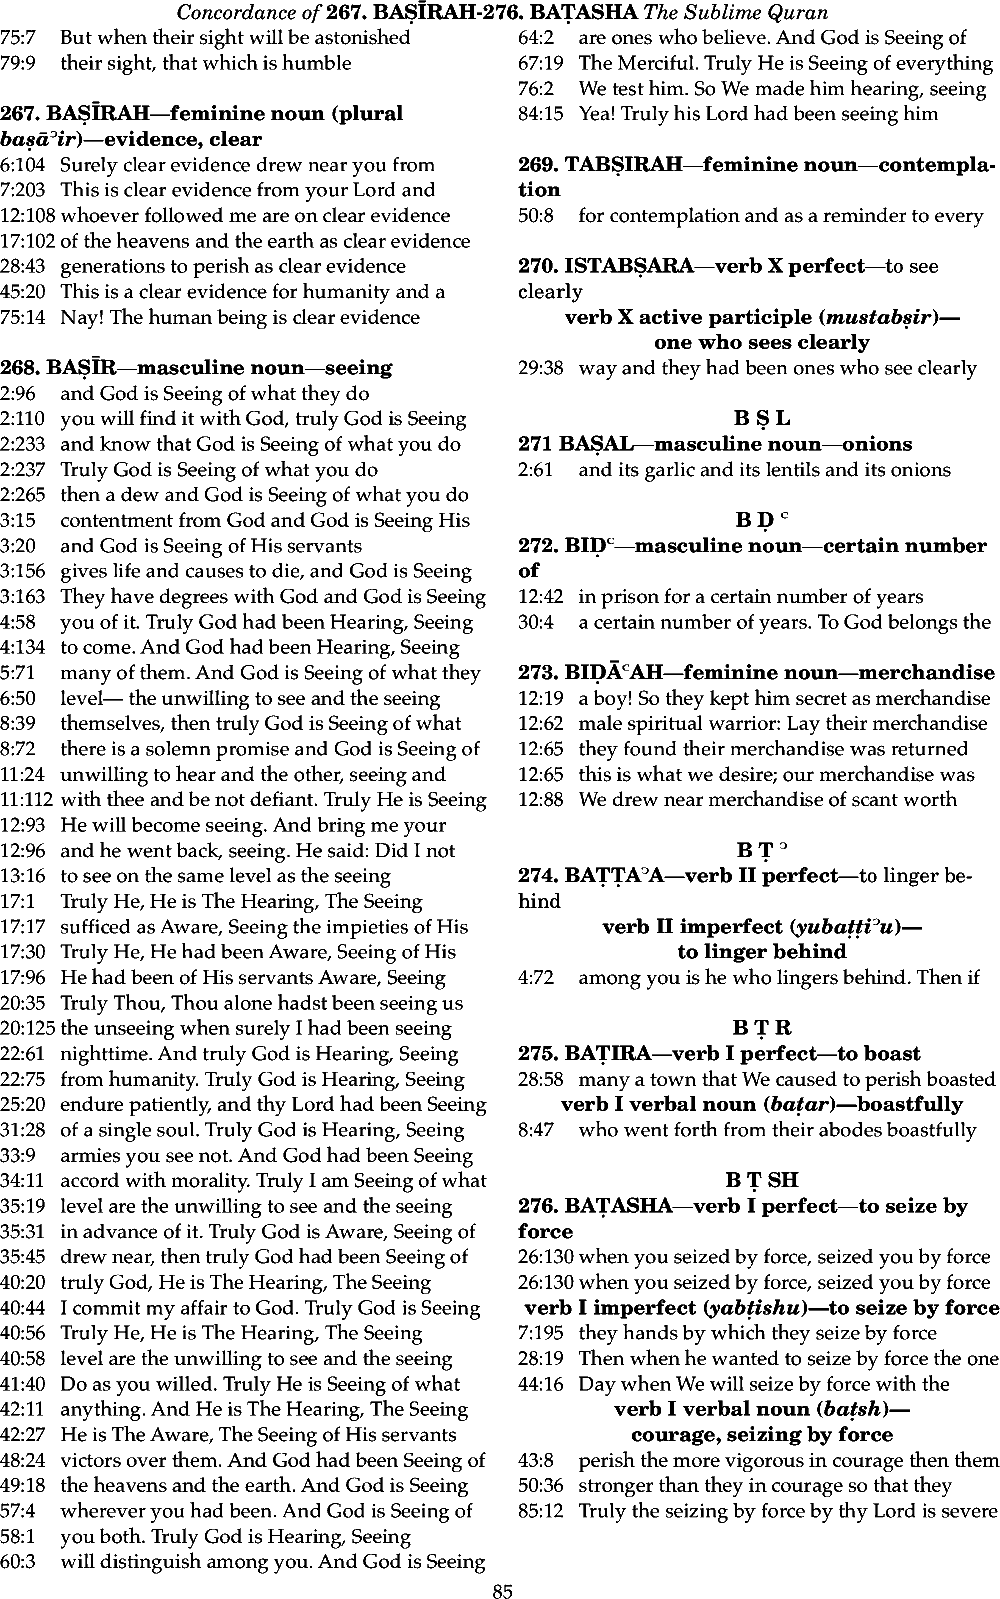 Concordance of 267. BAṢĪRAH-276. BAṬASHA The Sublime Quran
75:7 But when their sight will be astonished
79:9 their sight, that which is humble
267. BAṢĪRAH—feminine noun (plural
baṣāʾir)—evidence, clear
6:104 Surely clear evidence drew near you from
7:203 This is clear evidence from your Lord and
12:108 whoever followed me are on clear evidence
17:102 of the heavens and the earth as clear evidence
28:43 generations to perish as clear evidence
45:20 This is a clear evidence for humanity and a
75:14 Nay! The human being is clear evidence
268. BAṢĪR—masculine noun—seeing
2:96 and God is Seeing of what they do
2:110 you will find it with God, truly God is Seeing
2:233 and know that God is Seeing of what you do
2:237 Truly God is Seeing of what you do
2:265 then a dew and God is Seeing of what you do
3:15 contentment from God and God is Seeing His
3:20 and God is Seeing of His servants
3:156 gives life and causes to die, and God is Seeing
3:163 They have degrees with God and God is Seeing
4:58 you of it. Truly God had been Hearing, Seeing
4:134 to come. And God had been Hearing, Seeing
5:71 many of them. And God is Seeing of what they
6:50 level— the unwilling to see and the seeing
8:39 themselves, then truly God is Seeing of what
8:72 there is a solemn promise and God is Seeing of
11:24 unwilling to hear and the other, seeing and
11:112 with thee and be not defiant. Truly He is Seeing
12:93 He will become seeing. And bring me your
12:96 and he went back, seeing. He said: Did I not
13:16 to see on the same level as the seeing
17:1 Truly He, He is The Hearing, The Seeing
17:17 sufficed as Aware, Seeing the impieties of His
17:30 Truly He, He had been Aware, Seeing of His
17:96 He had been of His servants Aware, Seeing
20:35 Truly Thou, Thou alone hadst been seeing us
20:125 the unseeing when surely I had been seeing
22:61 nighttime. And truly God is Hearing, Seeing
22:75 from humanity. Truly God is Hearing, Seeing
25:20 endure patiently, and thy Lord had been Seeing
31:28 of a single soul. Truly God is Hearing, Seeing
33:9 armies you see not. And God had been Seeing
34:11 accord with morality. Truly I am Seeing of what
35:19 level are the unwilling to see and the seeing
35:31 in advance of it. Truly God is Aware, Seeing of
35:45 drew near, then truly God had been Seeing of
40:20 truly God, He is The Hearing, The Seeing
40:44 I commit my affair to God. Truly God is Seeing
40:56 Truly He, He is The Hearing, The Seeing
40:58 level are the unwilling to see and the seeing
41:40 Do as you willed. Truly He is Seeing of what
42:11 anything. And He is The Hearing, The Seeing
42:27 He is The Aware, The Seeing of His servants
48:24 victors over them. And God had been Seeing of
49:18 the heavens and the earth. And God is Seeing
57:4 wherever you had been. And God is Seeing of
58:1 you both. Truly God is Hearing, Seeing
60:3 will distinguish among you. And God is Seeing
64:2 are ones who believe. And God is Seeing of
67:19 The Merciful. Truly He is Seeing of everything
76:2 We test him. So We made him hearing, seeing
84:15 Yea! Truly his Lord had been seeing him
269. TABṢIRAH—feminine noun—contempla-
tion
50:8 for contemplation and as a reminder to every
270. ISTABṢARA—verb X perfect—to see
clearly
verb X active participle (mustabṣir)—
one who sees clearly
29:38 way and they had been ones who see clearly
B Ṣ L
271 BAṢAL—masculine noun—onions
2:61 and its garlic and its lentils and its onions
B Ḍ ʿ
272. BIḌʿ—masculine noun—certain number
of
12:42 in prison for a certain number of years
30:4 a certain number of years. To God belongs the
273. BIḌĀʿAH—feminine noun—merchandise
12:19 a boy! So they kept him secret as merchandise
12:62 male spiritual warrior: Lay their merchandise
12:65 they found their merchandise was returned
12:65 this is what we desire; our merchandise was
12:88 We drew near merchandise of scant worth
B Ṭ ʾ
274. BAṬṬAʾA—verb II perfect—to linger be-
hind
verb II imperfect (yubaṭṭiʾu)—
to linger behind
4:72 among you is he who lingers behind. Then if
B Ṭ R
275. BAṬIRA—verb I perfect—to boast
28:58 many a town that We caused to perish boasted
verb I verbal noun (baṭar)—boastfully
8:47 who went forth from their abodes boastfully
B Ṭ SH
276. BAṬASHA—verb I perfect—to seize by
force
26:130 when you seized by force, seized you by force
26:130 when you seized by force, seized you by force
verb I imperfect (yabṭishu)—to seize by force
7:195 they hands by which they seize by force
28:19 Then when he wanted to seize by force the one
44:16 Day when We will seize by force with the
verb I verbal noun (baṭsh)—
courage, seizing by force
43:8 perish the more vigorous in courage then them
50:36 stronger than they in courage so that they
85:12 Truly the seizing by force by thy Lord is severe
85